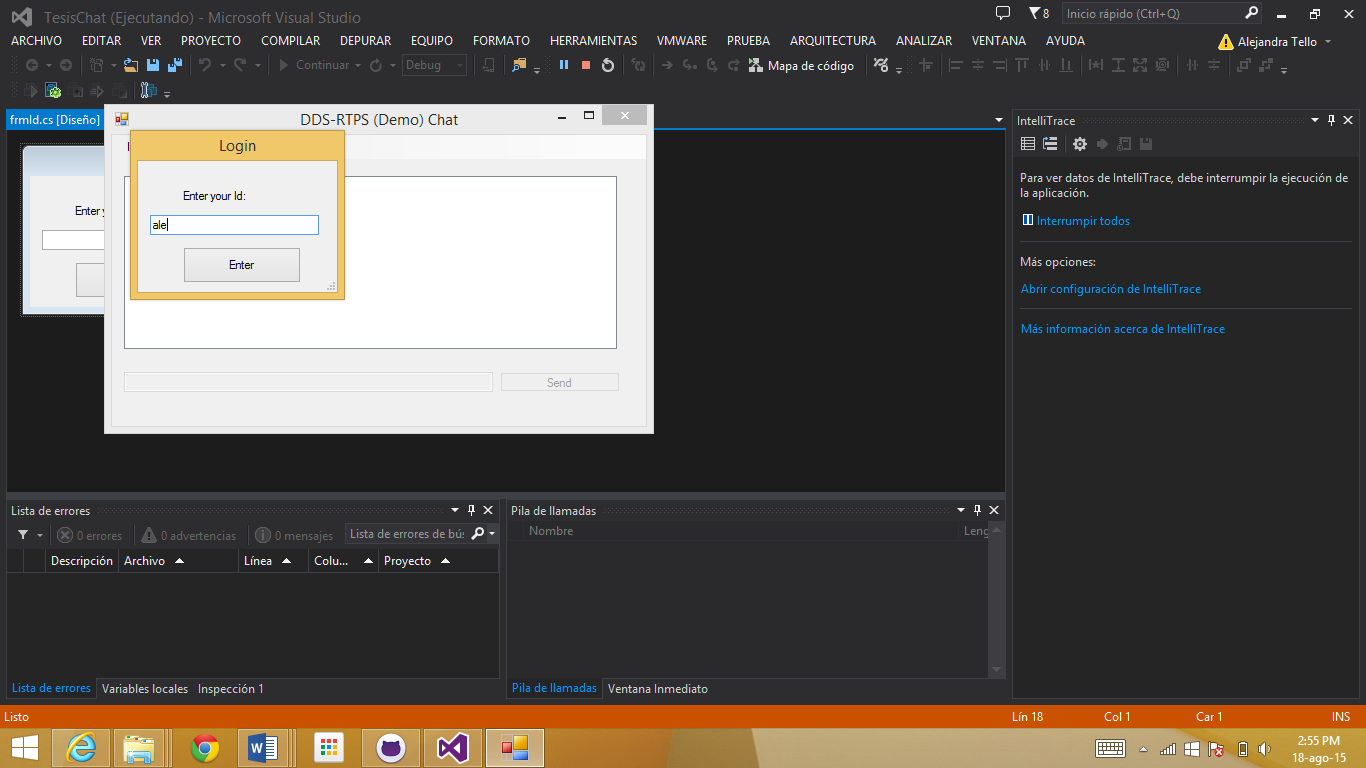 TesisChat (Ejecutando) - Microsoft Visual Studio
8
Inicio rápido (Ctrl+Q)
ARCHIVO EDITAR VER PROYECTO COMPILAR DEPURAR EQUIPO FORMATO HERRAMIENTAS VMWARE PRUEBA ARQUITECTURA ANALIZAR VENTANA AYUDA
Alejandra Tello
Continuar Debug Mapa de código
frmId.cs [Diseño]
DDS-RTPS (Demo) Chat
Login
Enter your Id:
ale
Enter
Send
IntelliTrace
Para ver datos de IntelliTrace, debe interrumpir la ejecución de
la aplicación.
Interrumpir todos
Más opciones:
Abrir configuración de IntelliTrace
Más información acerca de IntelliTrace
Lista de errores
0 errores 0 advertencias 0 mensajes Lista de errores de bús
Descripción Archivo Línea Colu... Proyecto
Lista de errores Variables locales Inspección 1
Pila de llamadas
Nombre Leng
Pila de llamadas Ventana Inmediato
Listo Lín 18 Col 1 Car 1 INS
2:55 PM
18-ago-15